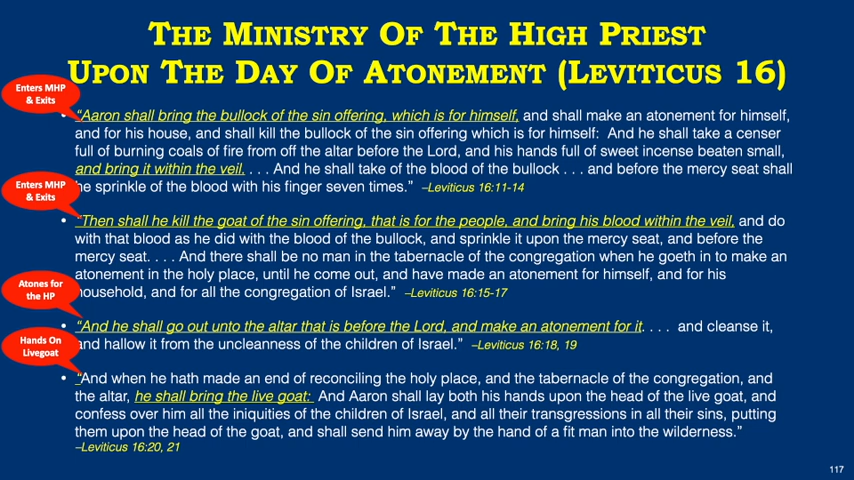 THE MINISTRY OF THE HIGH PRIEST
UPON THE DAY OF ATONEMENT (LEVITICUS 16)
Enters MHP
& Exits
• "Aaron shall bring the bullock of the sin offering, which is for himself, and shall make an atonement for himself,
and for his house, and shall kill the bullock of the sin offering which is for himself: And he shall take a censer
full of burning coals of fire from off the altar before the Lord, and his hands full of sweet incense beaten small,
and bring it within the veil. . . . And he shall take of the blood of the bullock . . . and before the mercy seat shall
he sprinkle of the blood with his finger seven times." –Leviticus 16:11-14
Enters MHP
& Exits
• "Then shall he kill the goat of the sin offering, that is for the people, and bring his blood within the veil, and do
with that blood as he did with the blood of the bullock, and sprinkle it upon the mercy seat, and before the
mercy seat. . . . And there shall be no man in the tabernacle of the congregation when he goeth in to make an
atonement in the holy place, until he come out, and have made an atonement for himself, and for his
household, and for all the congregation of Israel." –Leviticus 16:15-17
Atones for
the HP
• "And he shall go out unto the altar that is before the Lord, and make an atonement for it. . . . and cleanse it,
and hallow it from the uncleanness of the children of Israel." –Leviticus 16:18, 19
Hands On
Livegoat
• "And when he hath made an end of reconciling the holy place, and the tabernacle of the congregation, and
the altar, he shall bring the live goat: And Aaron shall lay both his hands upon the head of the live goat, and
confess over him all the iniquities of the children of Israel, and all their transgressions in all their sins, putting
them upon the head of the goat, and shall send him away by the hand of a fit man into the wilderness."
–Leviticus 16:20, 21
117